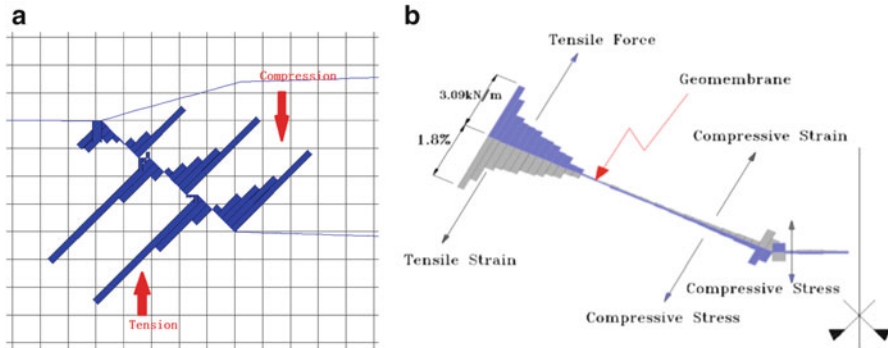 a
Compression
Tension
b
Tensile Force
3.09kN/m
1.8%
Geomembrane
Compressive Strain
Tensile Strain
Compressive Stress
Compressive Stress